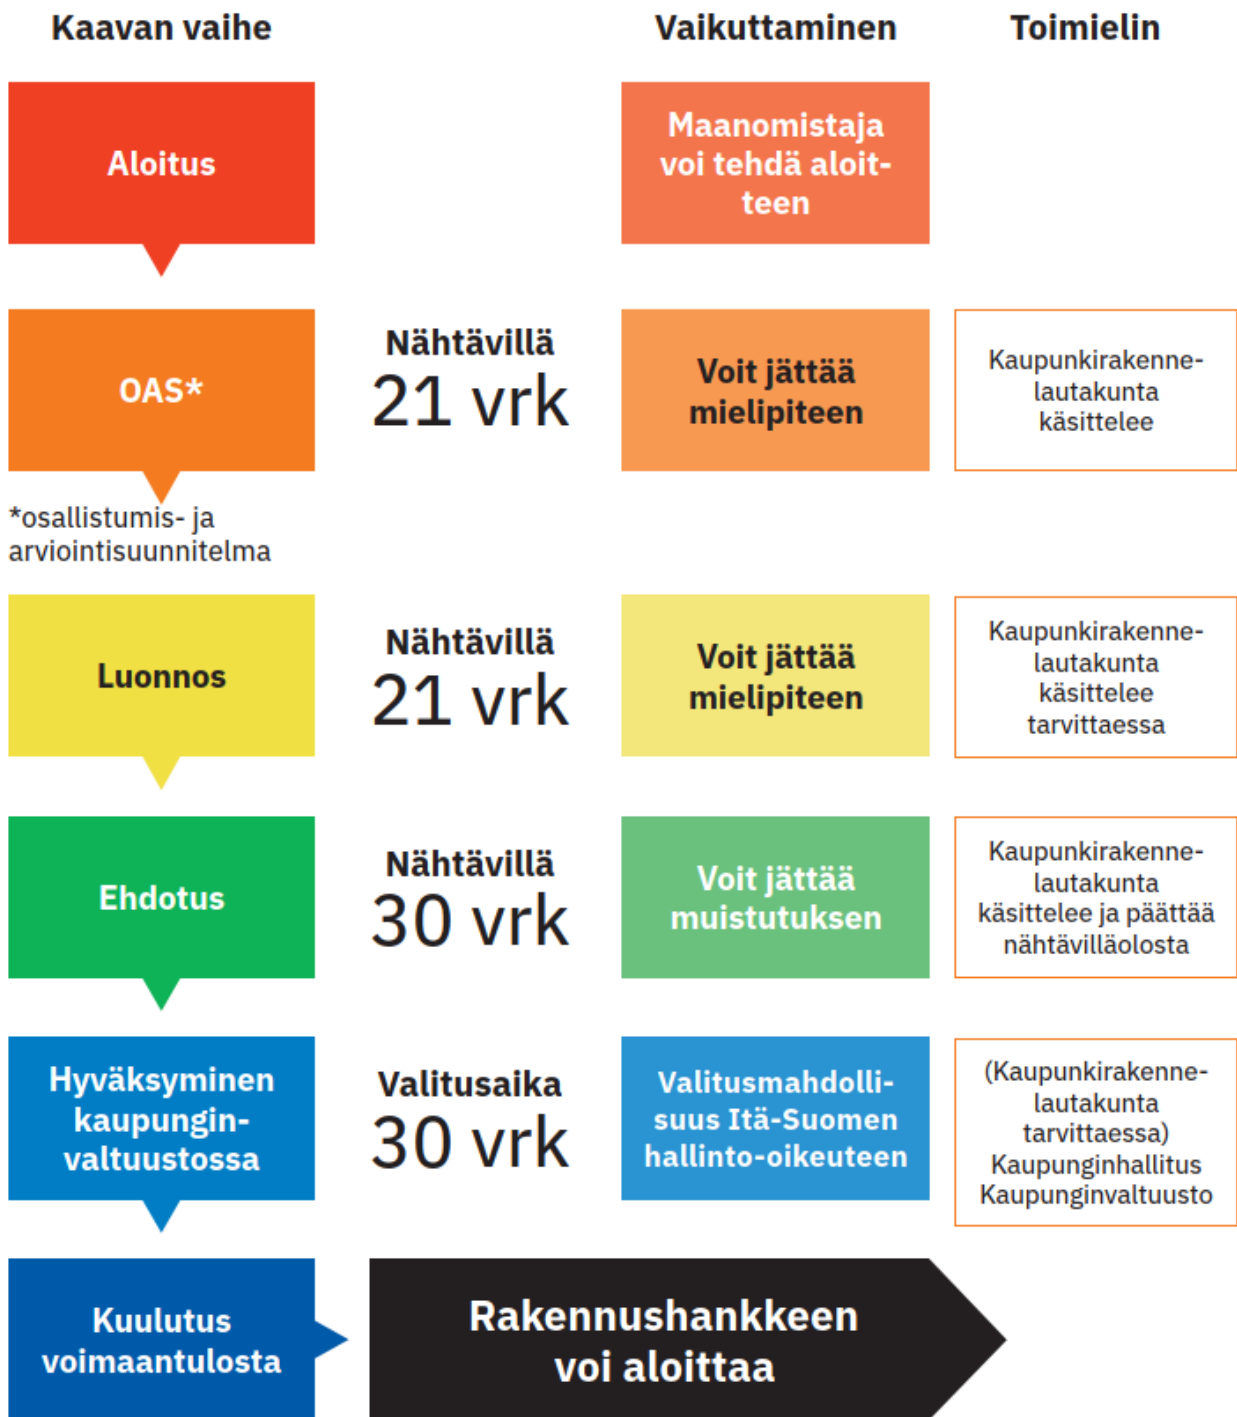 Kaavan vaihe
Vaikuttaminen
Toimielin
Aloitus
Maanomistaja
voi tehdä aloit-
teen
OAS*
Nähtävillä
21 vrk
Voit jättää
mielipiteen
Kaupunkirakenne-
lautakunta
käsittelee
*osallistumis- ja
arviointisuunnitelma
Luonnos
Nähtävillä
21 vrk
Voit jättää
mielipiteen
Kaupunkirakenne-
lautakunta
käsittelee
tarvittaessa
Ehdotus
Nähtävillä
30 vrk
Voit jättää
muistutuksen
Kaupunkirakenne-
lautakunta
käsittelee ja päättää
nähtävilläolosta
Hyväksyminen
kaupungin-
valtuustossa
Valitusaika
30 vrk
Valitusmahdolli-
suus Itä-Suomen
hallinto-oikeuteen
(Kaupunkirakenne-
lautakunta
tarvittaessa)
Kaupunginhallitus
Kaupunginvaltuusto
Kuulutus
voimaantulosta
Rakennushankkeen
voi aloittaa